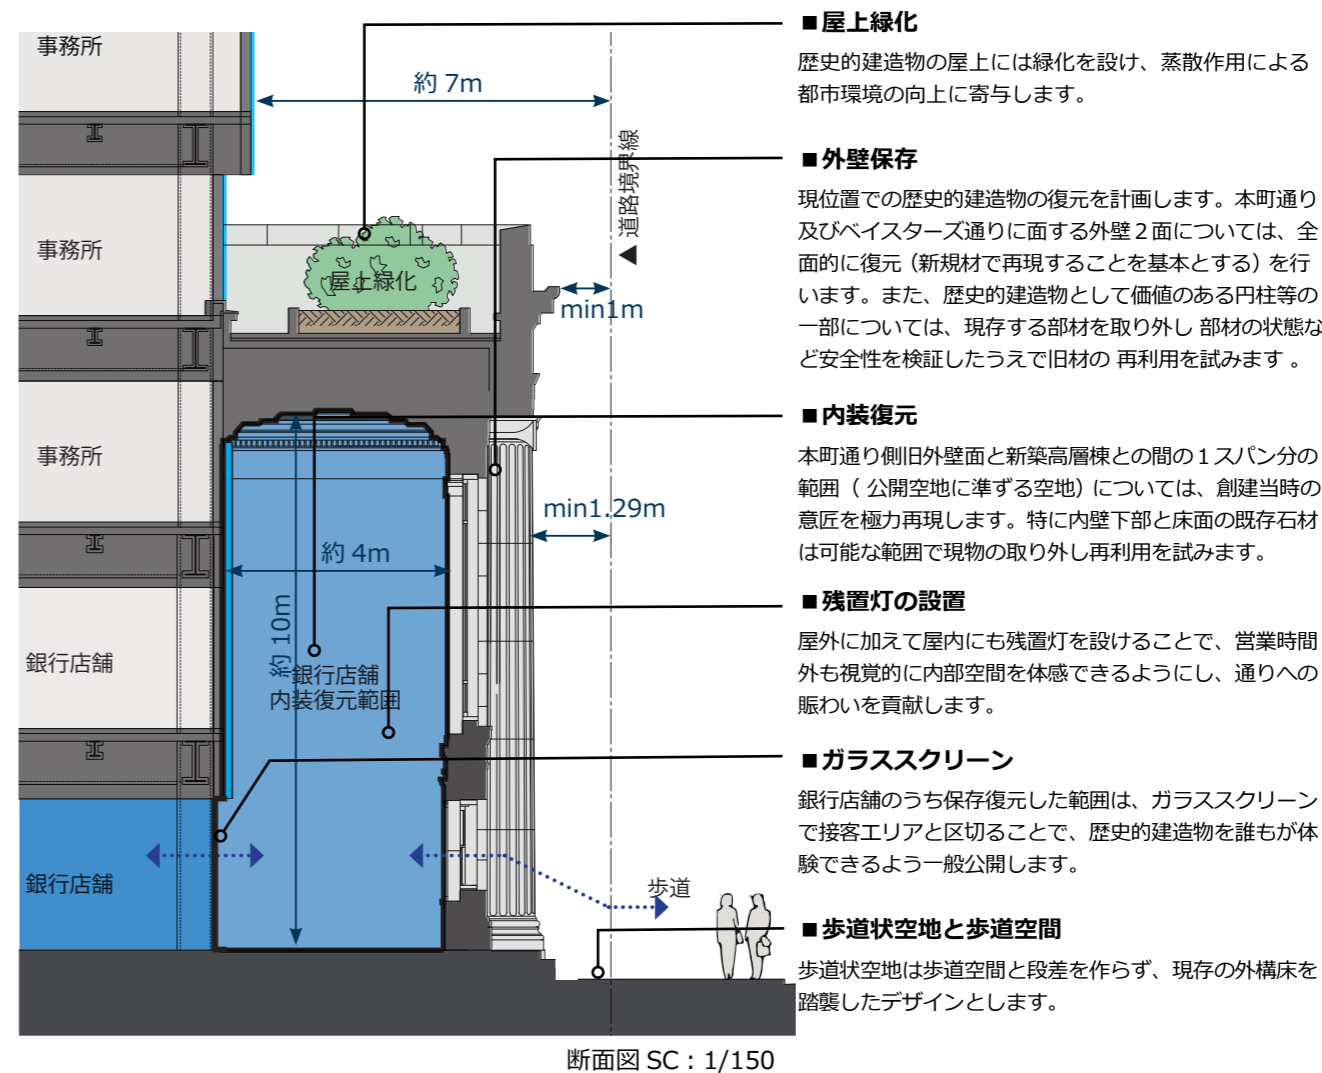 事務所
約 7m
道路境界線
事務所
屋上緑化
min1m
事務所
min1.29m
約 4m
約 10m
銀行店舗
銀行店舗
内装復元範囲
銀行店舗
歩道
断面図 SC：1/150
■屋上緑化
歴史的建造物の屋上には緑化を設け、蒸散作用による
都市環境の向上に寄与します。
■外壁保存
現位置での歴史的建造物の復元を計画します。本町通り
及びベイスターズ通りに面する外壁２面については、全
面的に復元（新規材で再現することを基本とする）を行
います。また、歴史的建造物として価値のある円柱等の
一部については、現存する部材を取り外し 部材の状態な
ど安全性を検証したうえで旧材の 再利用を試みます 。
■内装復元
本町通り側旧外壁面と新築高層棟との間の１スパン分の
範囲（ 公開空地に準ずる空地）については、創建当時の
意匠を極力再現します。特に内壁下部と床面の既存石材
は可能な範囲で現物の取り外し再利用を試みます。
■残置灯の設置
屋外に加えて屋内にも残置灯を設けることで、営業時間
外も視覚的に内部空間を体感できるようにし、通りへの
賑わいを貢献します。
■ガラススクリーン
銀行店舗のうち保存復元した範囲は、ガラススクリーン
で接客エリアと区切ることで、歴史的建造物を誰もが体
験できるよう一般公開します。
■歩道状空地と歩道空間
歩道状空地は歩道空間と段差を作らず、現存の外構床を
踏襲したデザインとします。